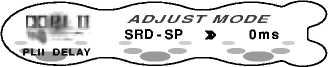 ADJUST MODE
SRD-SP » 0ms
PLII DELAY